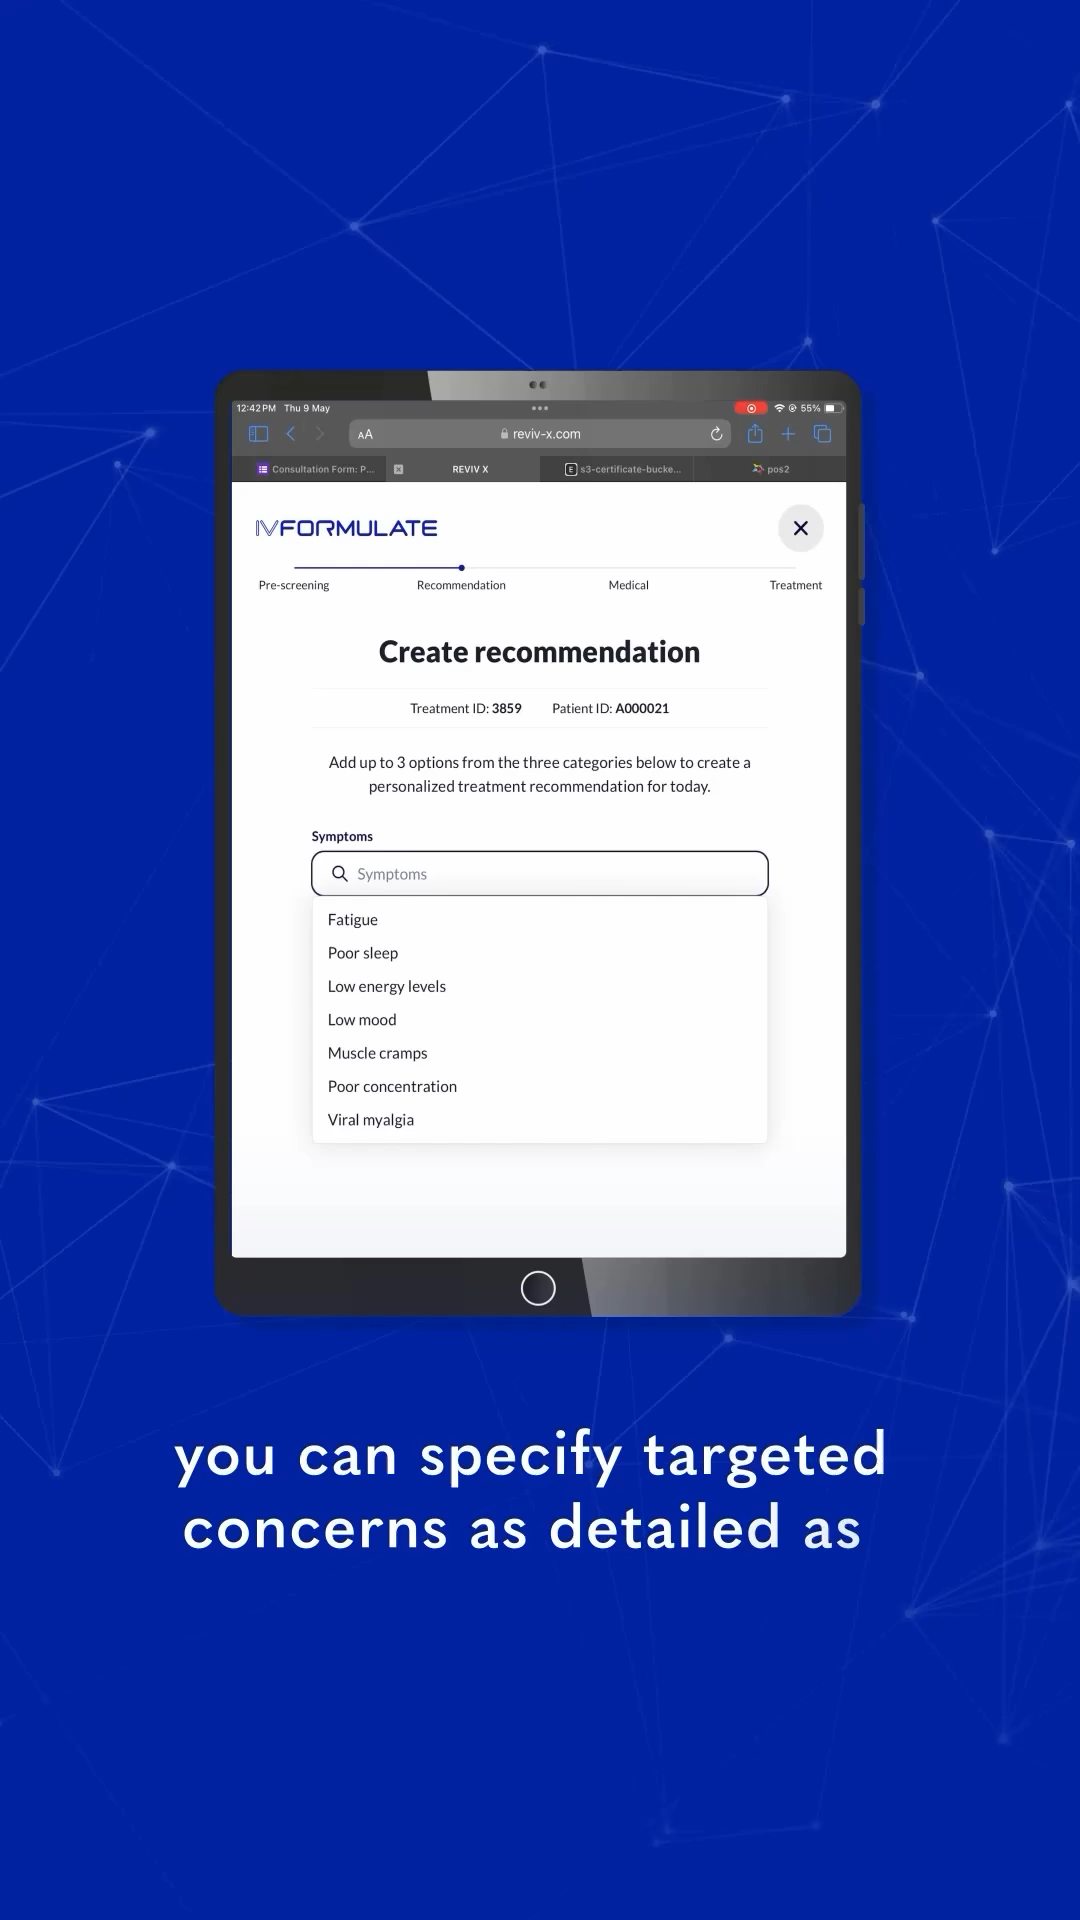 12:42 PM Thu 9 May
55%
AA
reviv-x.com
Consultation Form: P...
REVIV X
s3-certificate-bucke...
pos2
IVFORMULATE
Pre-screening
Recommendation
Medical
Treatment
Create recommendation
Treatment ID: 3859 Patient ID: A000021
Add up to 3 options from the three categories below to create a
personalized treatment recommendation for today.
Symptoms
Symptoms
Fatigue
Poor sleep
Low energy levels
Low mood
Muscle cramps
Poor concentration
Viral myalgia
you can specify targeted
concerns as detailed as